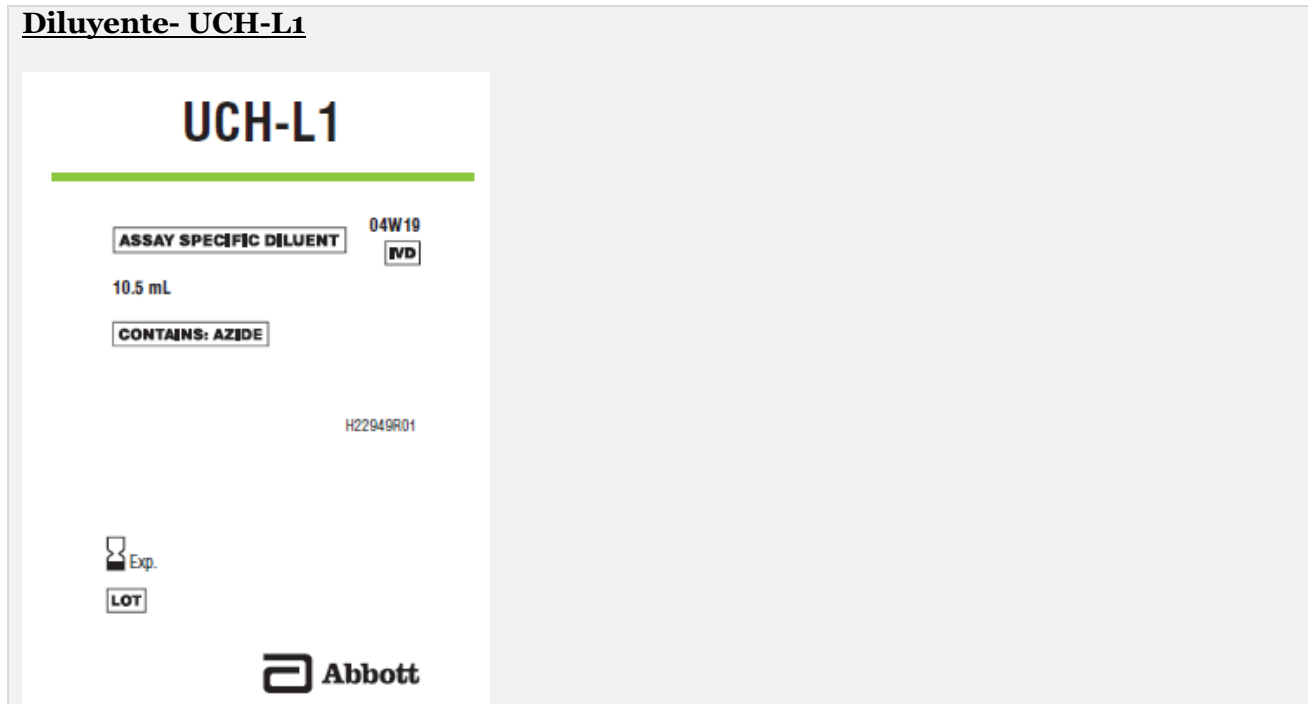 Diluyente- UCH-L1
UCH-L1
04W19
ASSAY SPECIFIC DILUENT
IVD
10.5 mL
CONTAINS: AZIDE
H22949R01
Exp.
LOT
Abbott